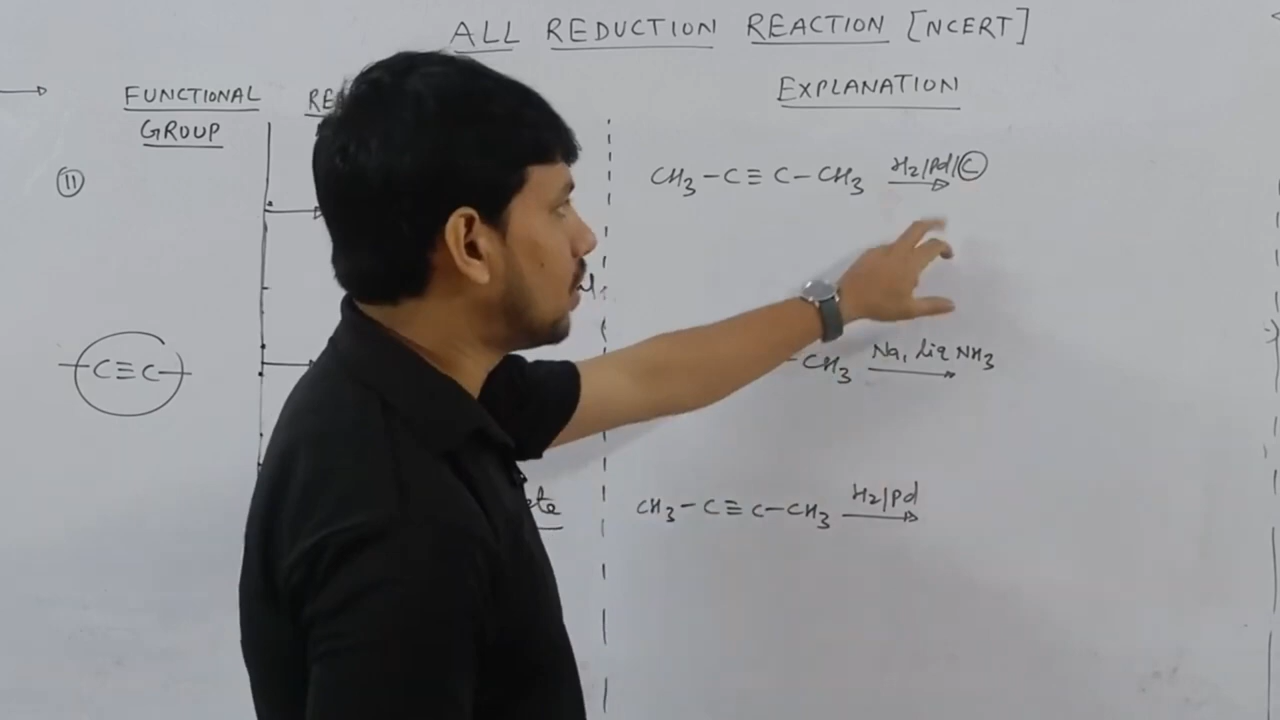 ALL REDUCTION REACTION [NCERT]
FUNCTIONAL
GROUP
EXPLANATION
11
CH3-C≡C-CH3 H2/Pd/C
-C≡C-
CH3 Na, Liq NH3
CH3-C≡C-CH3 H2/Pd